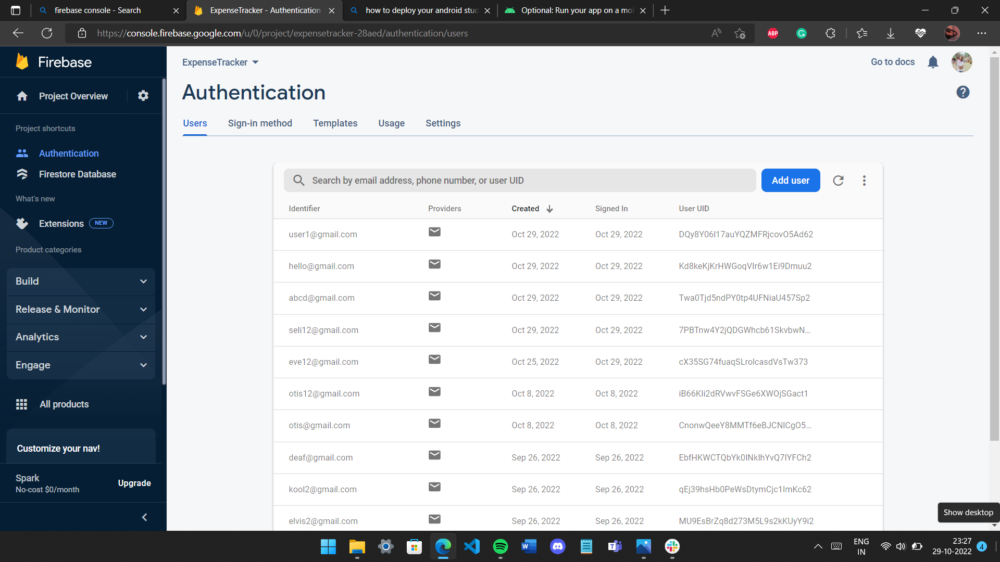 firebase console - Search
ExpenseTracker - Authentication
how to deploy your android stud
Optional: Run your app on a mo
https://console.firebase.google.com/u/0/project/expensetracker-28aed/authentication/users
ABP
Firebase
ExpenseTracker
Go to docs
Project Overview
Authentication
Users Sign-in method Templates Usage Settings
Project shortcuts
Authentication
Firestore Database
What's new
Extensions NEW
Product categories
Build
Release & Monitor
Analytics
Engage
All products
Customize your nav!
Spark
No-cost $0/month
Upgrade
Search by email address, phone number, or user UID
Add user
Identifier Providers Created Signed In User UID
user1@gmail.com Oct 29, 2022 Oct 29, 2022 DQy8Y06I17auYQZMFRjcovO5Ad62
hello@gmail.com Oct 29, 2022 Oct 29, 2022 Kd8keKjKrHWGoqVIr6w1Ei9Dmuu2
abcd@gmail.com Oct 29, 2022 Oct 29, 2022 Twa0Tjd5ndPY0tp4UFNiaU457Sp2
seli12@gmail.com Oct 29, 2022 Oct 29, 2022 7PBTnw4Y2jQDGWhcb61SkvbwN...
eve12@gmail.com Oct 25, 2022 Oct 29, 2022 cX35SG74fuaqSLrolcasdVsTw373
otis12@gmail.com Oct 8, 2022 Oct 8, 2022 iB66Kli2dRVwvFSGe6XWOjSGact1
otis@gmail.com Oct 8, 2022 Oct 8, 2022 CnonwQeeY8MMTf6eBJCNICgO5...
deaf@gmail.com Sep 26, 2022 Sep 26, 2022 EbfHKWCTQbYk0INklhYvQ7IYFCh2
kool2@gmail.com Sep 26, 2022 Sep 26, 2022 qEj39hsHb0PeWsDtymCjc1ImKc62
elvis2@gmail.com Sep 26, 2022 Sep 26, 2022 MU9EsBrZq8d273M5L9s2kKUyY9i2
Show desktop
ENG
IN
23:27
29-10-2022
4